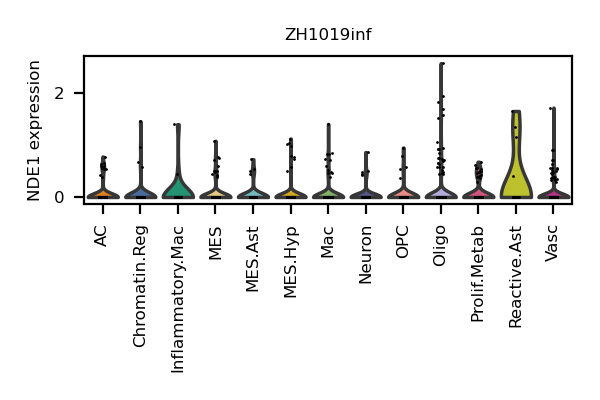 ZH1019inf
NDE1 expression
2
0
AC
Chromatin.Reg
Inflammatory.Mac
MES
MES.Ast
MES.Hyp
Mac
Neuron
OPC
Oligo
Prolif.Metab
Reactive.Ast
Vasc